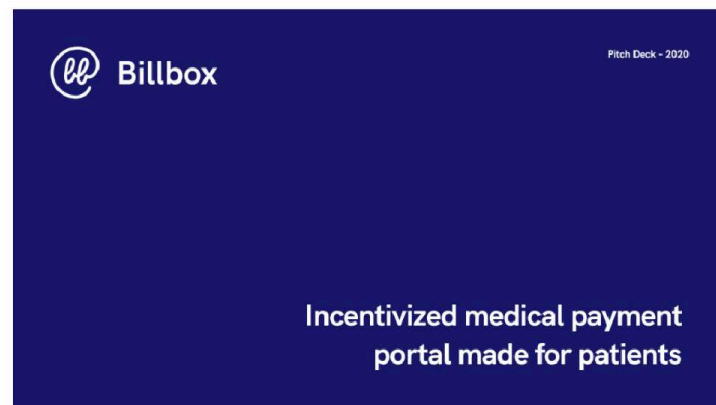 Billbox
Pitch Deck - 2020
Incentivized medical payment
portal made for patients